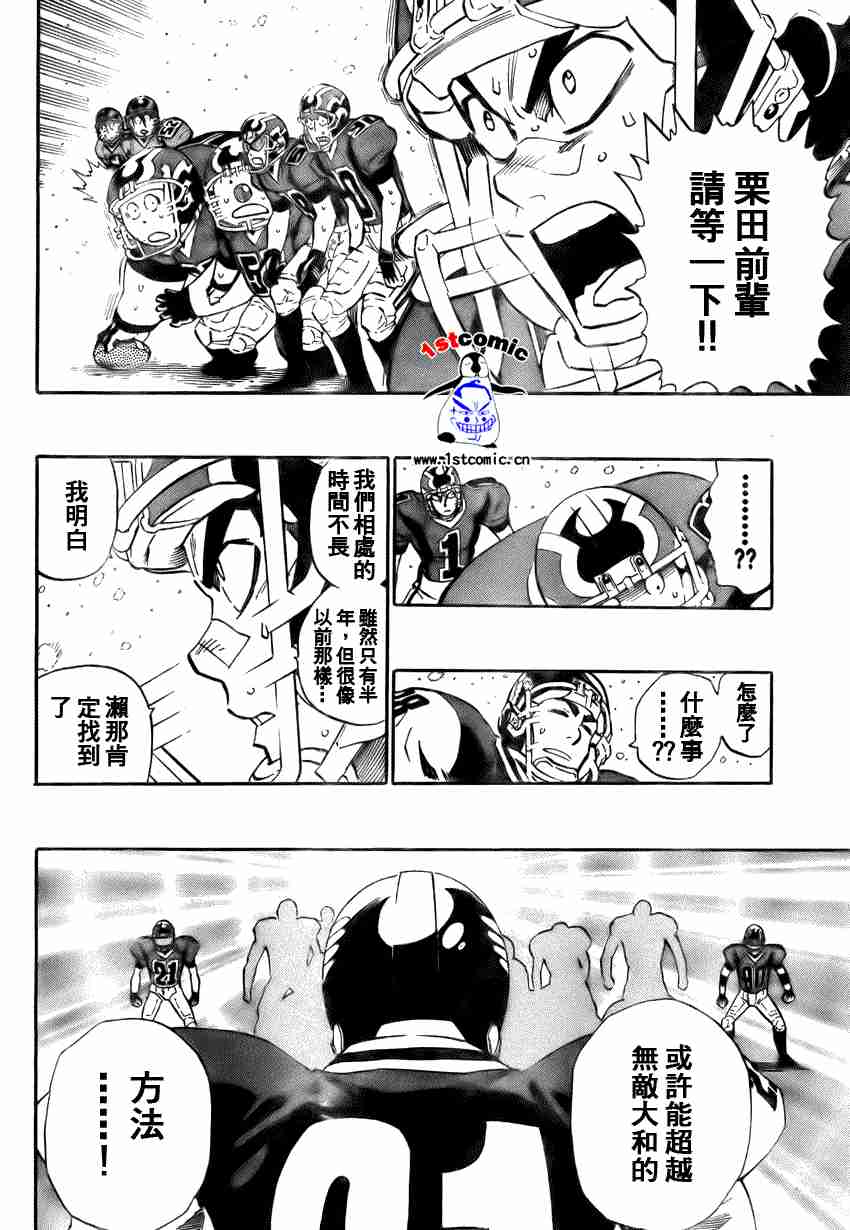 栗田前輩
請等一下!!
1stcomic
www.1stcomic.cn
………??
1
怎麼了
什麼事
……??
我們相處的
時間不長
雖然只有半
年，但很像
以前那樣…
我明白
瀨那肯
定找到
了
21
80
或許能超越
無敵大和的
方法
……！